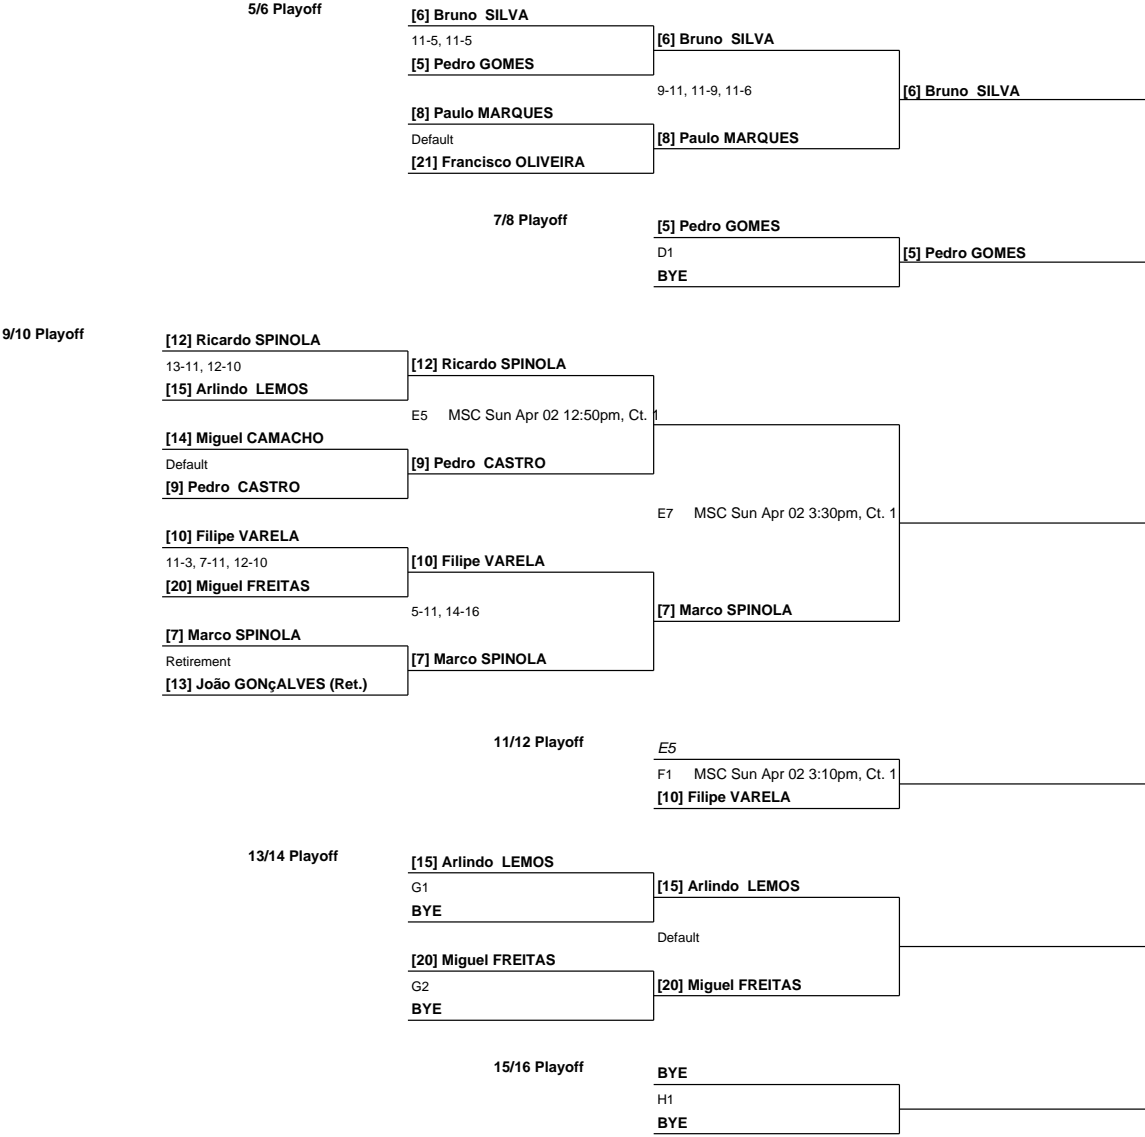 5/6 Playoff
[6] Bruno  SILVA
11-5, 11-5
[6] Bruno  SILVA
[5] Pedro GOMES
9-11, 11-9, 11-6
[6] Bruno  SILVA
[8] Paulo MARQUES
Default
[8] Paulo MARQUES
[21] Francisco OLIVEIRA
7/8 Playoff
[5] Pedro GOMES
D1
[5] Pedro GOMES
BYE
9/10 Playoff
[12] Ricardo SPINOLA
13-11, 12-10
[12] Ricardo SPINOLA
[15] Arlindo  LEMOS
E5 MSC Sun Apr 02 12:50pm, Ct. 1
[14] Miguel CAMACHO
Default
[9] Pedro  CASTRO
[9] Pedro  CASTRO
E7 MSC Sun Apr 02 3:30pm, Ct. 1
[10] Filipe VARELA
11-3, 7-11, 12-10
[10] Filipe VARELA
[20] Miguel FREITAS
5-11, 14-16
[7] Marco SPINOLA
[7] Marco SPINOLA
Retirement
[7] Marco SPINOLA
[13] João GONçALVES (Ret.)
11/12 Playoff
E5
F1 MSC Sun Apr 02 3:10pm, Ct. 1
[10] Filipe VARELA
13/14 Playoff
[15] Arlindo  LEMOS
G1
[15] Arlindo  LEMOS
BYE
Default
[20] Miguel FREITAS
G2
[20] Miguel FREITAS
BYE
15/16 Playoff
BYE
H1
BYE